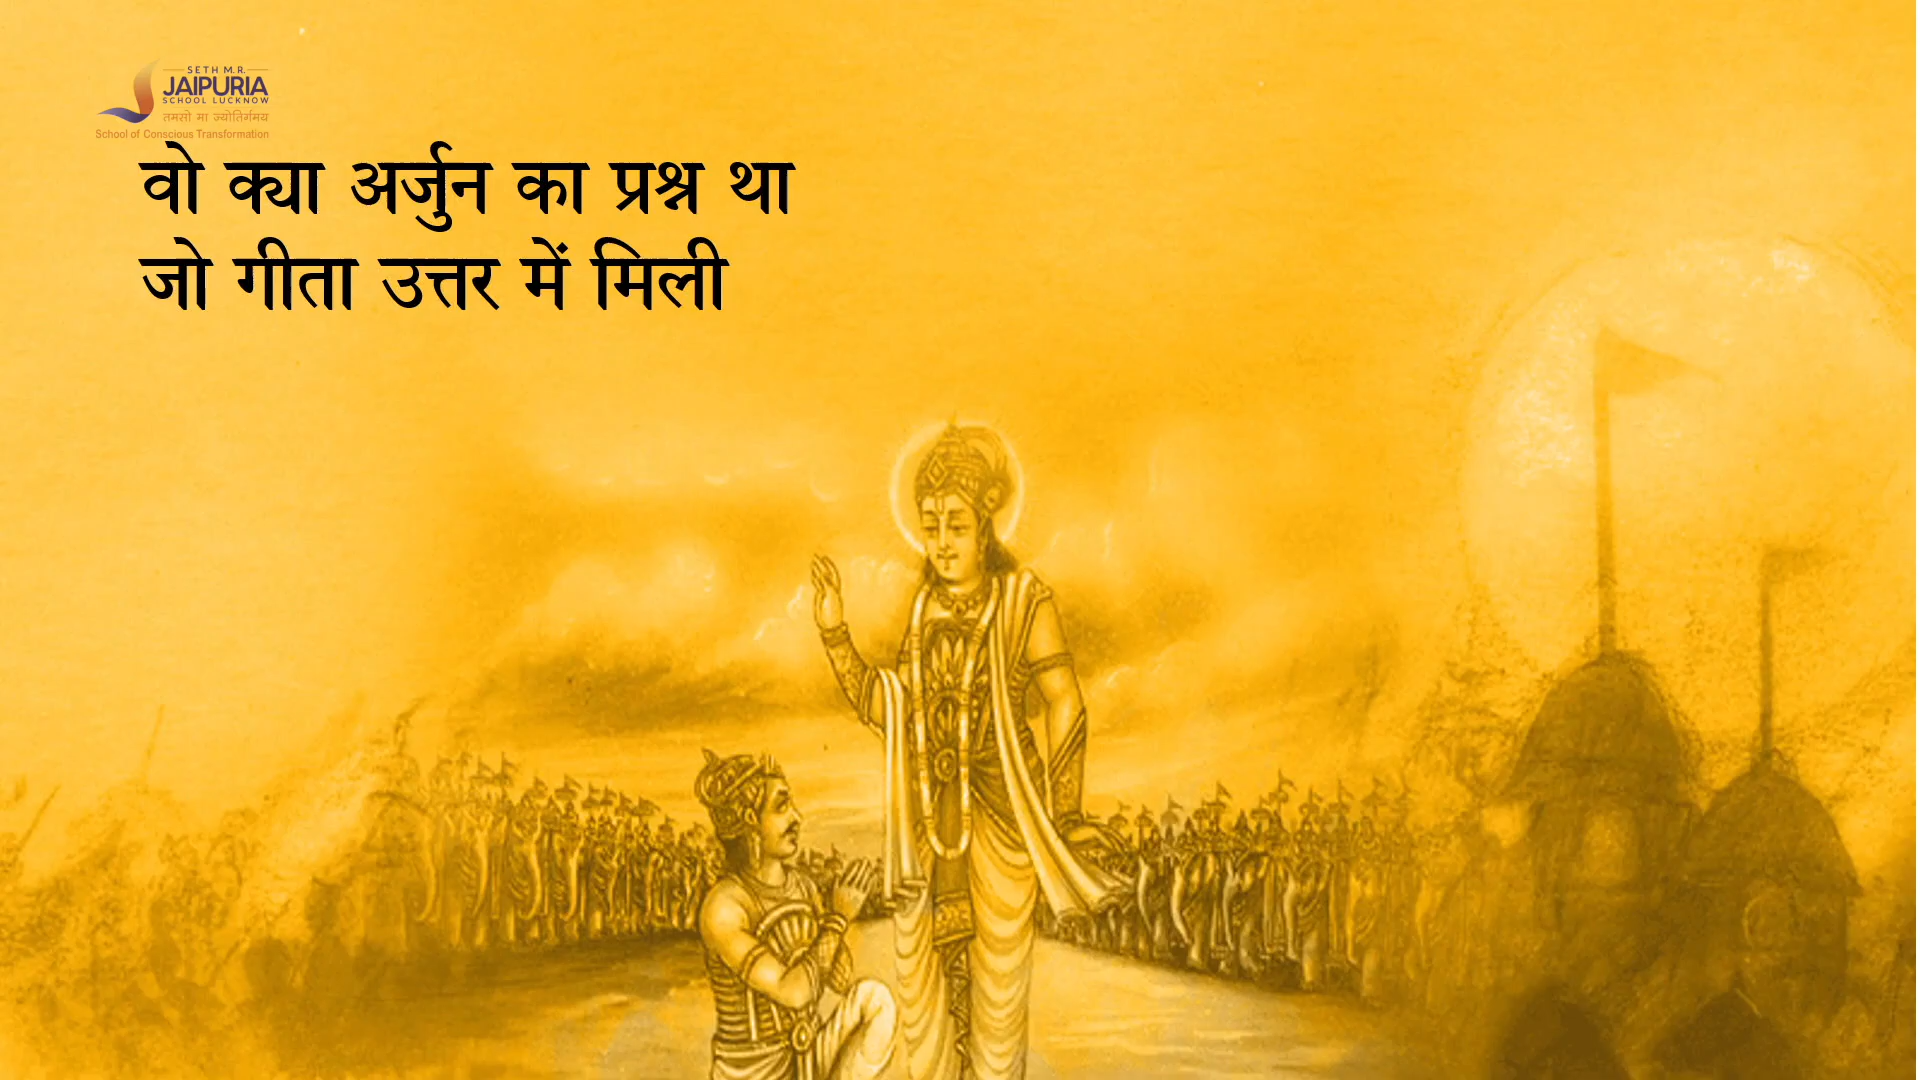 SETH M.R.
JAIPURIA
SCHOOL LUCKNOW
तमसो मा ज्योतिर्गमय
School of Conscious Transformation
वो क्या अर्जुन का प्रश्न था
जो गीता उत्तर में मिली